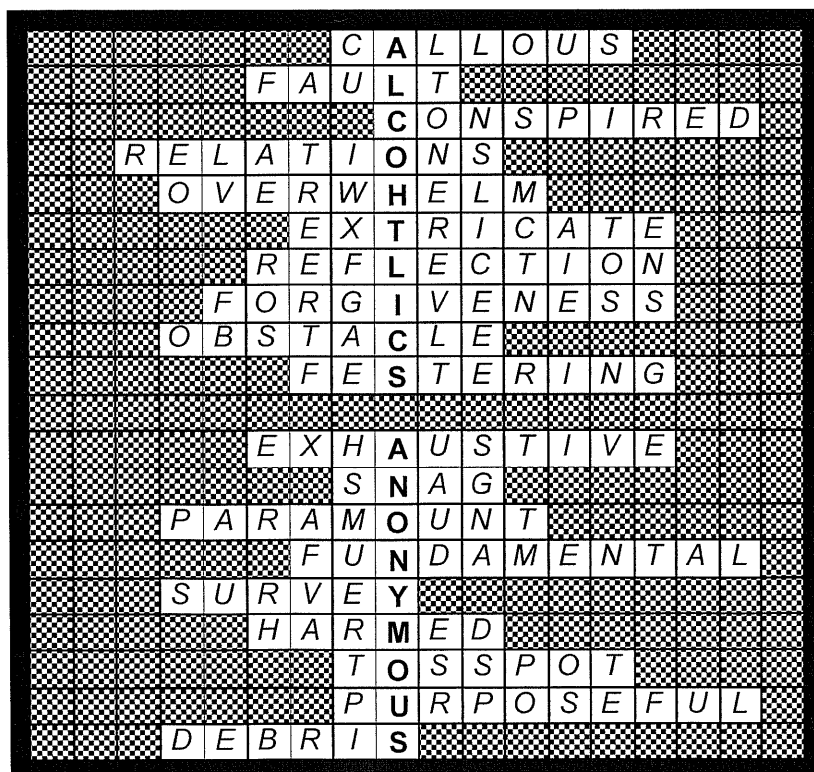 CALLOUS
FAULT
CONSPIRED
RELATIONS
OVERWHELM
EXTRICATE
REFLECTION
FORGIVENESS
OBSTACLE
FESTERING
EXHAUSTIVE
SNAG
PARAMOUNT
FUNDAMENTAL
SURVEY
HARMED
TOSSPOT
PURPOSEFUL
DEBRIS